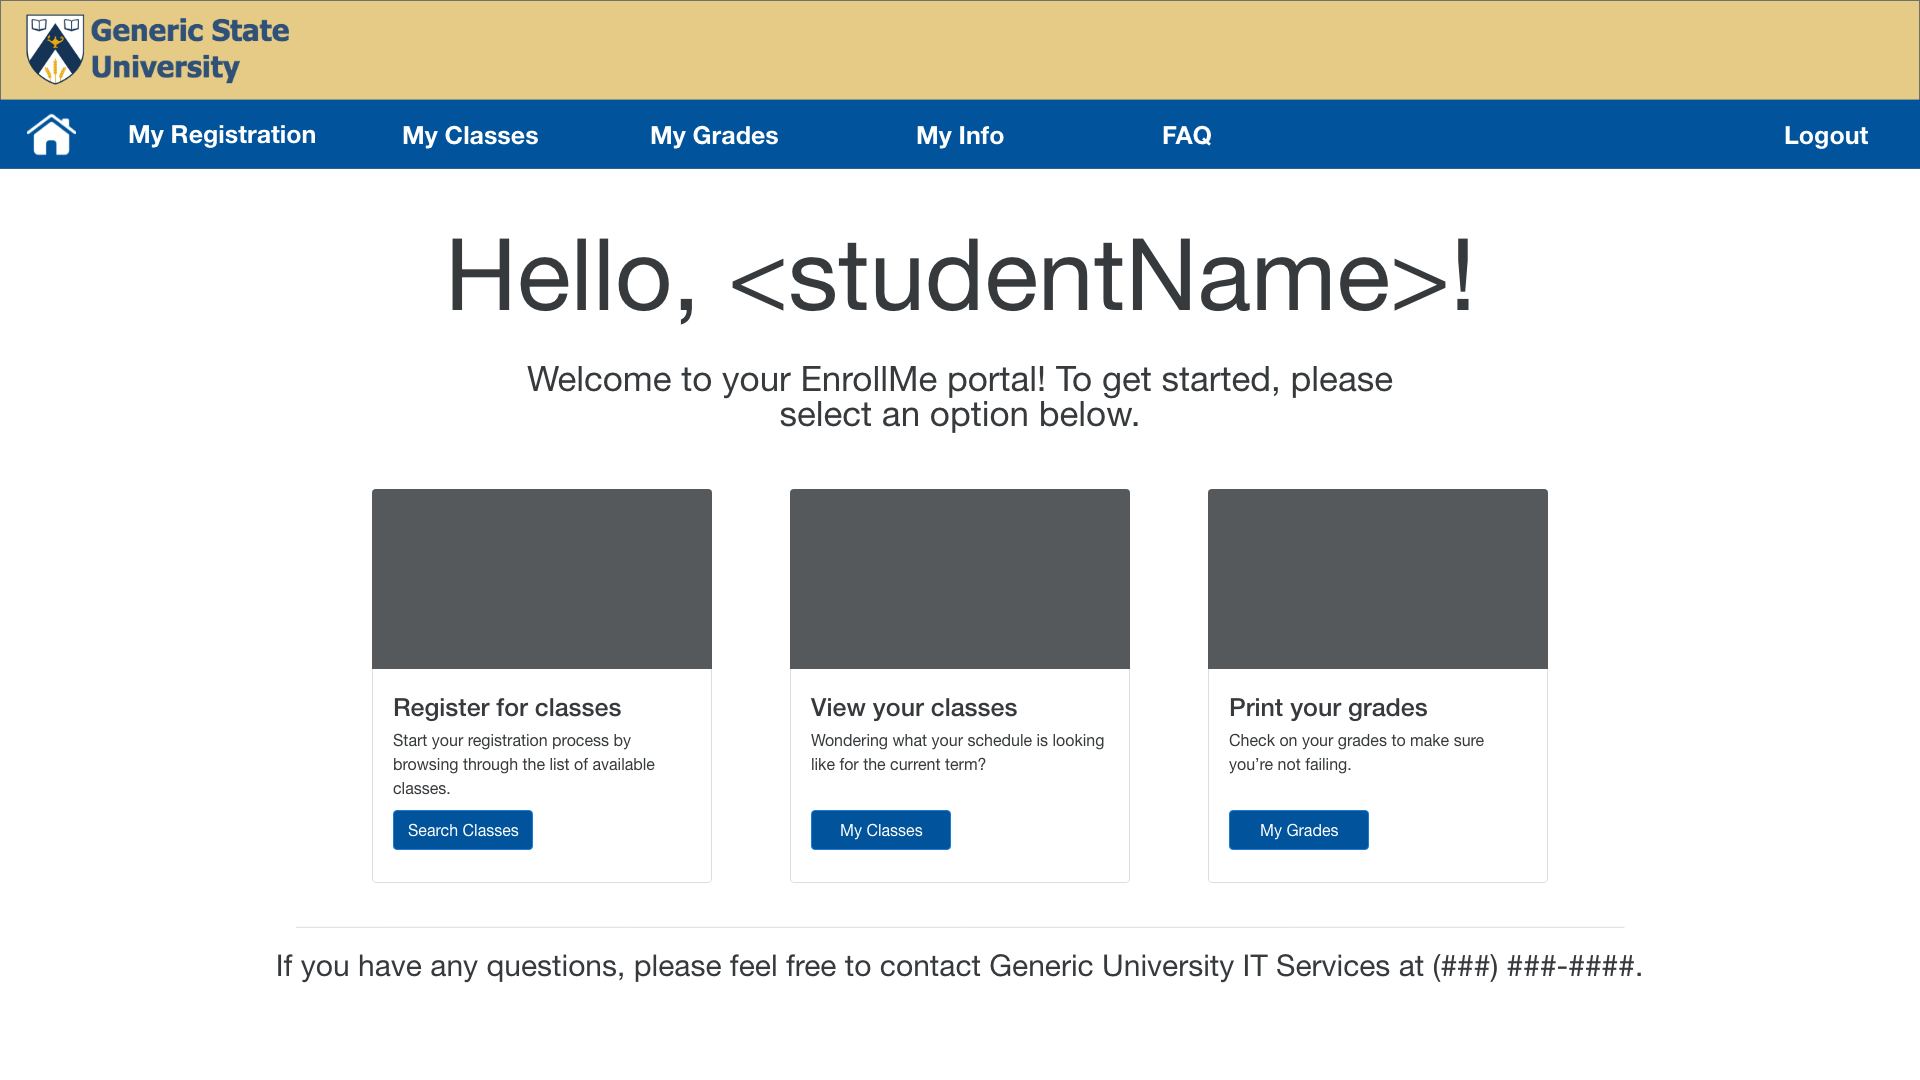 Generic State
University
My Registration
My Classes
My Grades
My Info
FAQ
Logout
Hello, <studentName>!
Welcome to your EnrollMe portal! To get started, please
select an option below.
Register for classes
Start your registration process by
browsing through the list of available
classes.
Search Classes
View your classes
Wondering what your schedule is looking
like for the current term?
My Classes
Print your grades
Check on your grades to make sure
you’re not failing.
My Grades
If you have any questions, please feel free to contact Generic University IT Services at (###) ###-####.